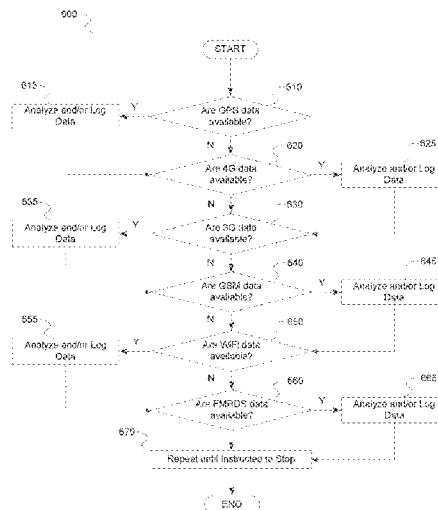 600
START
615
610
Analyze and/or Log
Data
Y
Are GPS data
available?
N
620
625
Are 4G data
available?
Y
Analyze and/or Log
Data
N
635
630
Analyze and/or Log
Data
Y
Are 3G data
available?
N
640
645
Are GSM data
available?
Y
Analyze and/or Log
Data
N
655
650
Analyze and/or Log
Data
Y
Are WiFi data
available?
N
660
665
Are FMRDS data
available?
Y
Analyze and/or Log
Data
670
Repeat until instructed to Stop
END